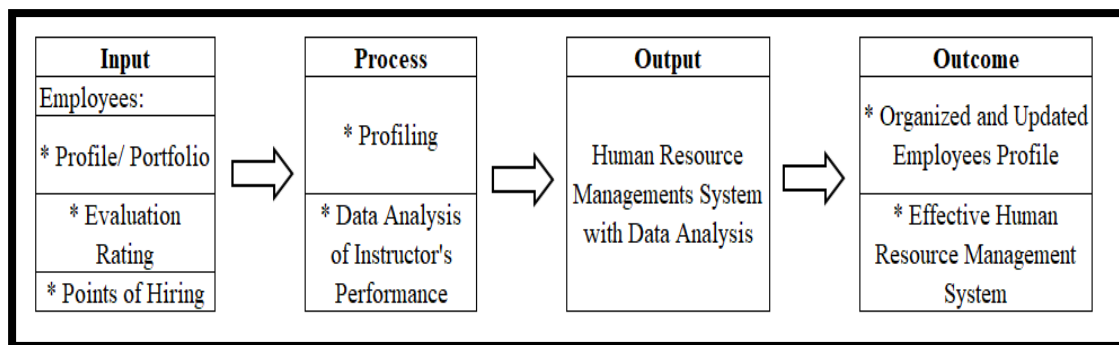 Input
Employees:
* Profile/ Portfolio
* Evaluation
Rating
* Points of Hiring
Process
* Profiling
* Data Analysis
of Instructor's
Performance
Output
Human Resource
Managements System
with Data Analysis
Outcome
* Organized and Updated
Employees Profile
* Effective Human
Resource Management
System